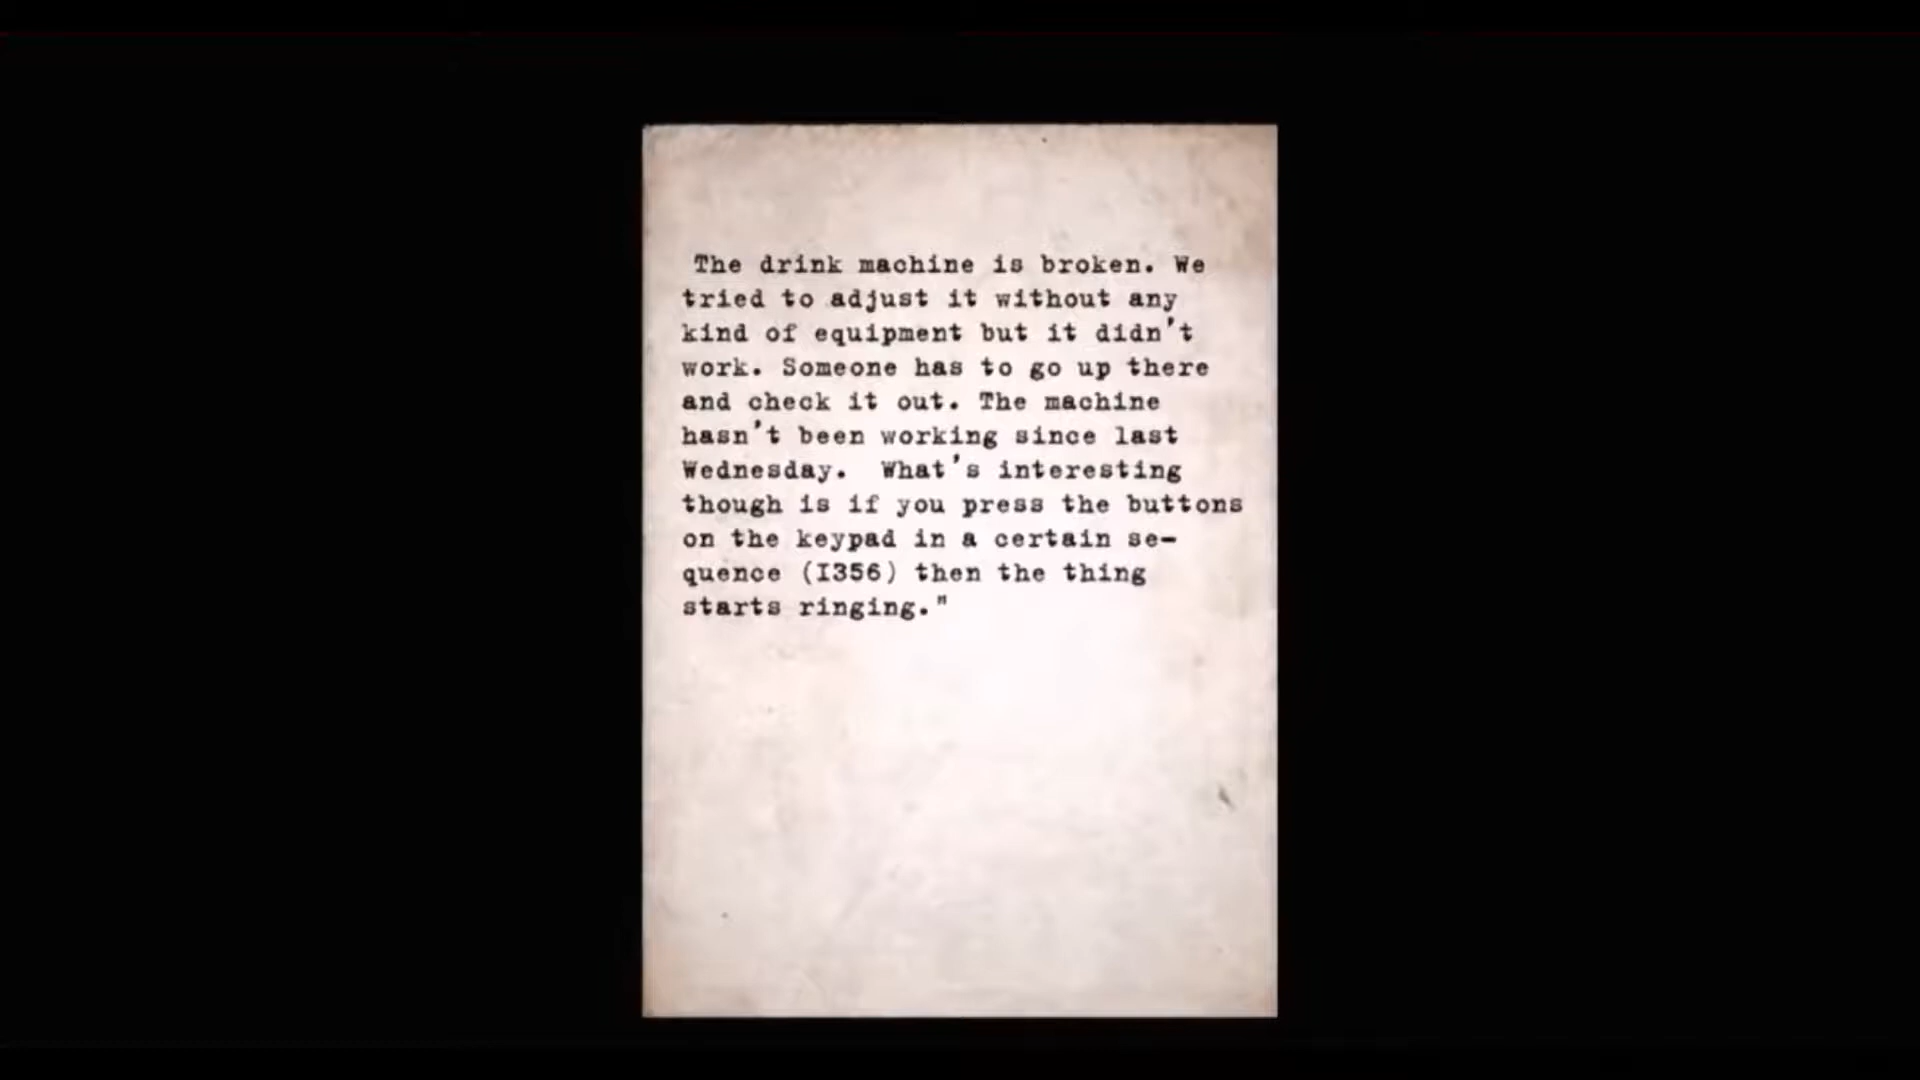 The drink machine is broken. We
tried to adjust it without any
kind of equipment but it didn't
work. Someone has to go up there
and check it out. The machine
hasn't been working since last
Wednesday.  What's interesting
though is if you press the buttons
on the keypad in a certain se-
quence (I356) then the thing
starts ringing."